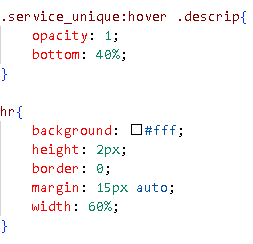 .service_unique:hover .descrip{
    opacity: 1;
    bottom: 40%;
}

hr{
    background: #fff;
    height: 2px;
    border: 0;
    margin: 15px auto;
    width: 60%;
}